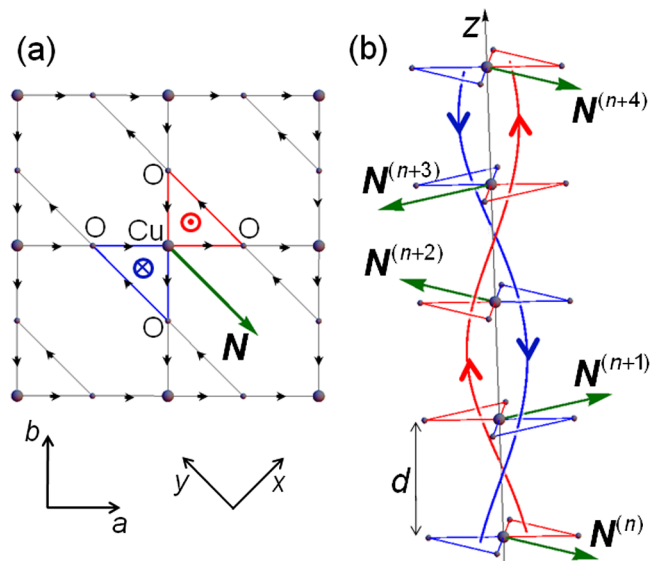 (a)
O
O
Cu
O
O
N
b
a
y
x
(b)
z
N(n+4)
N(n+3)
N(n+2)
N(n+1)
d
N(n)